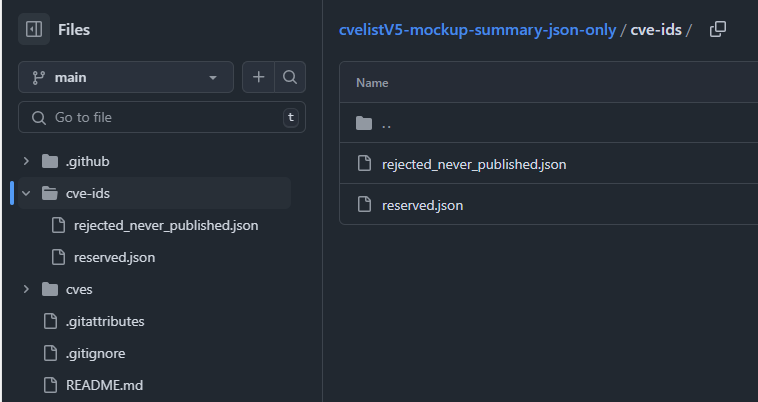 Files
main
Go to file
t
.github
cve-ids
rejected_never_published.json
reserved.json
cves
.gitattributes
.gitignore
README.md
cvelistV5-mockup-summary-json-only / cve-ids /
Name
..
rejected_never_published.json
reserved.json